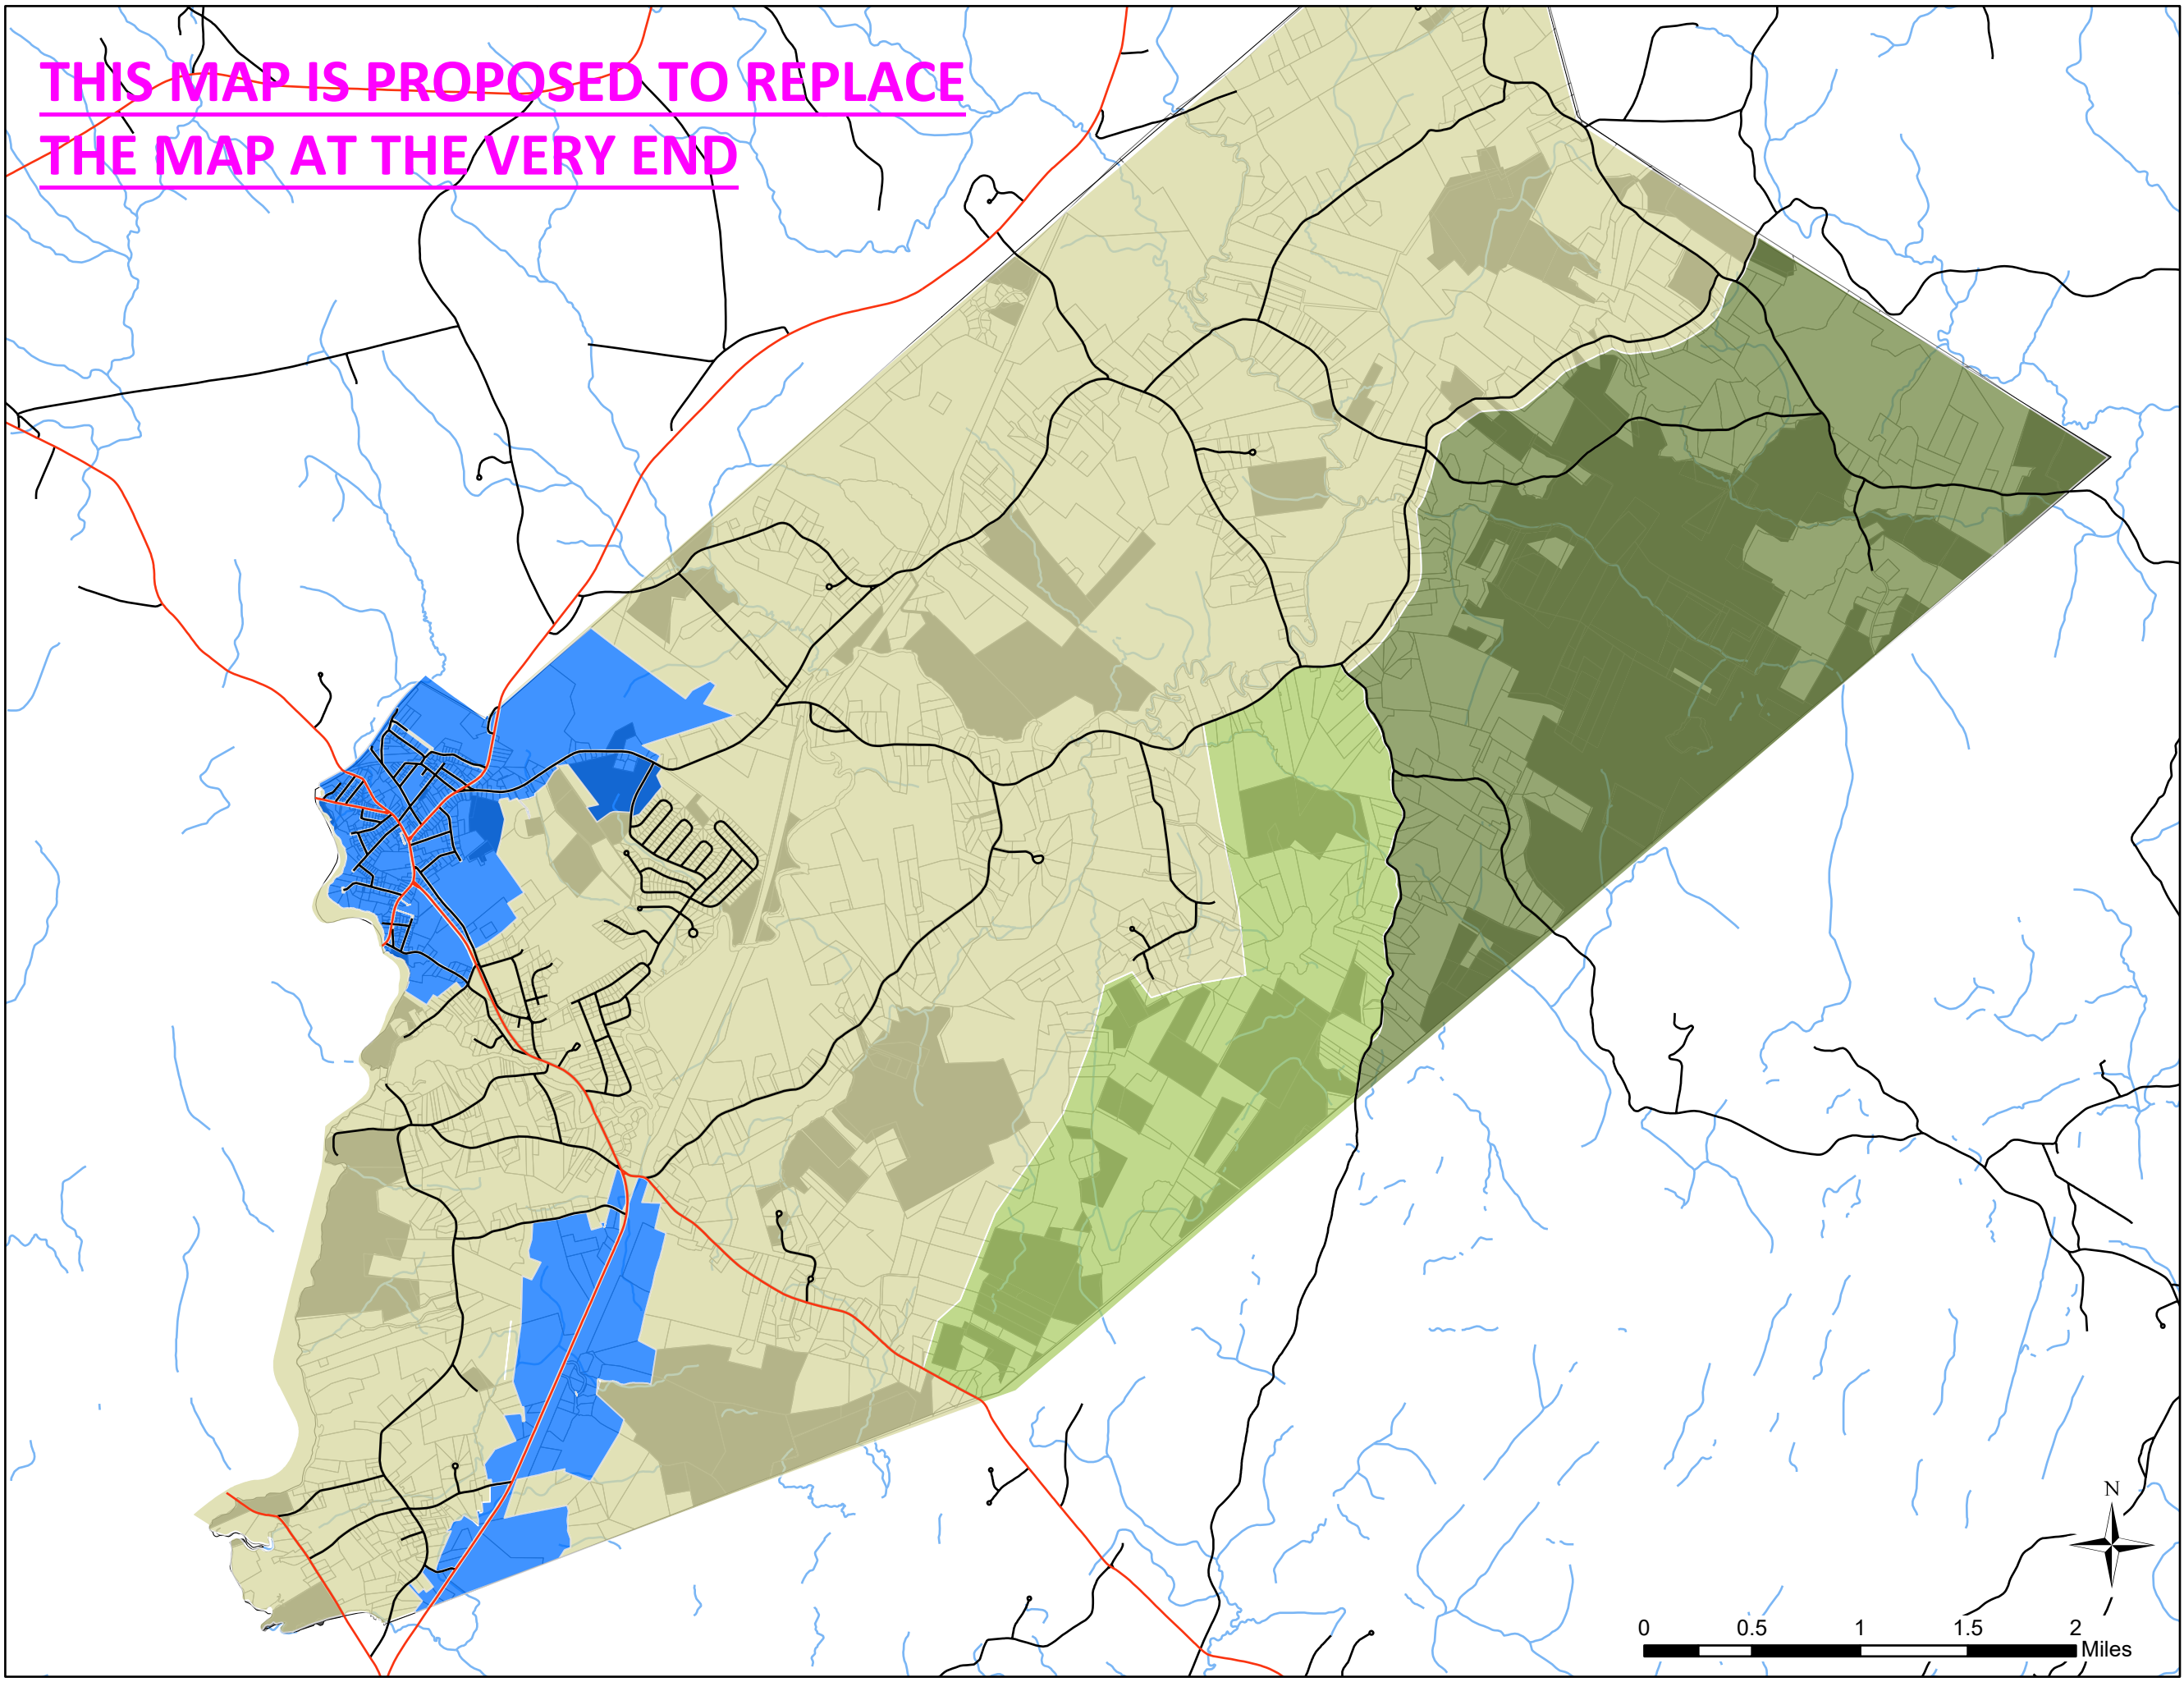 THIS MAP IS PROPOSED TO REPLACE
THE MAP AT THE VERY END
N
0 0.5 1 1.5 2
Miles